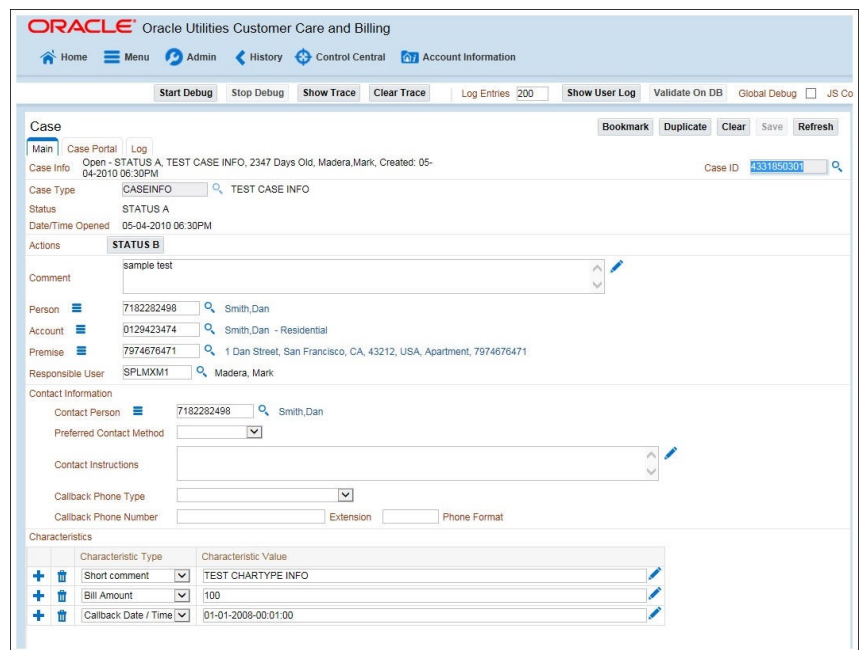 ORACLE® Oracle Utilities Customer Care and Billing
Home Menu Admin History Control Central Account Information
Start Debug Stop Debug Show Trace Clear Trace Log Entries 200 Show User Log Validate On DB Global Debug JS Co
Case Bookmark Duplicate Clear Save Refresh
Main Case Portal Log
Case Info Open - STATUS A, TEST CASE INFO, 2347 Days Old, Madera,Mark, Created: 05-
04-2010 06:30PM
Case ID 4331850301
Case Type CASEINFO TEST CASE INFO
Status STATUS A
Date/Time Opened 05-04-2010 06:30PM
Actions STATUS B
Comment sample test
Person 7182282498 Smith,Dan
Account 0129423474 Smith,Dan - Residential
Premise 7974676471 1 Dan Street, San Francisco, CA, 43212, USA, Apartment, 7974676471
Responsible User SPLMXM1 Madera, Mark
Contact Information
Contact Person 7182282498 Smith,Dan
Preferred Contact Method
Contact Instructions
Callback Phone Type
Callback Phone Number Extension Phone Format
Characteristics
Characteristic Type Characteristic Value
Short comment TEST CHARTYPE INFO
Bill Amount 100
Callback Date / Time 01-01-2008-00:01:00